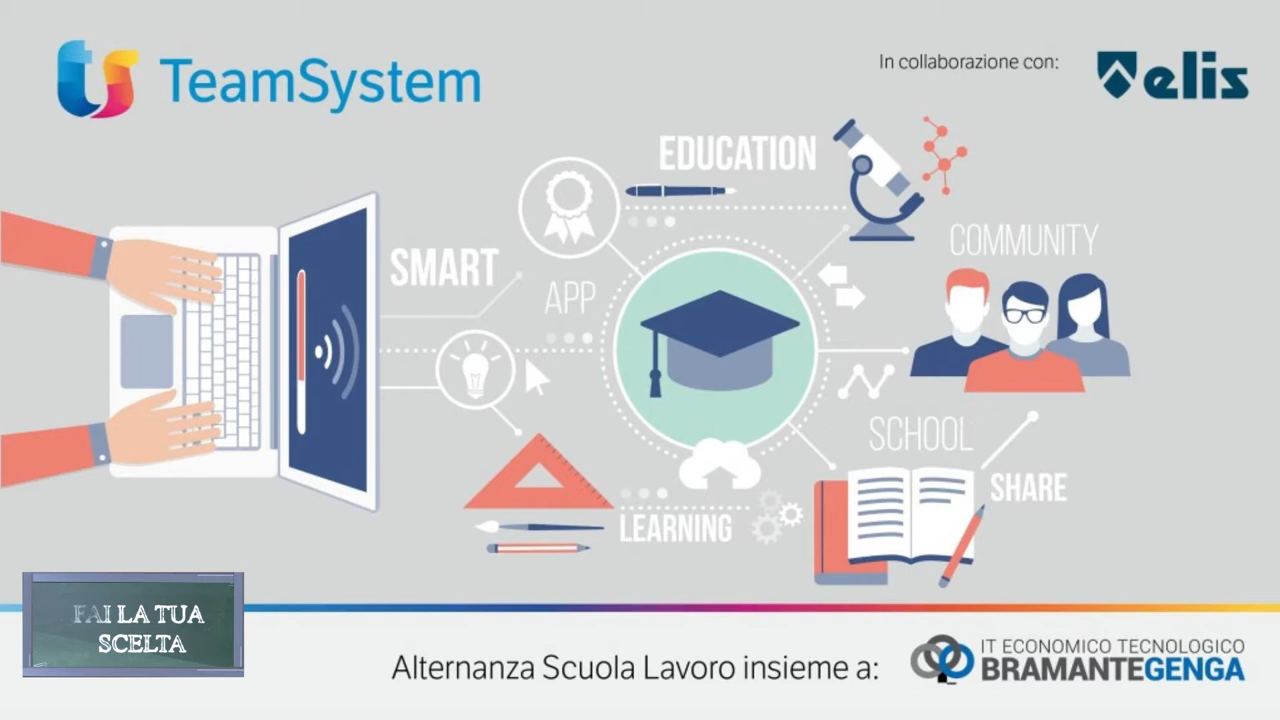 TeamSystem
In collaborazione con:
elis
EDUCATION
COMMUNITY
SMART
APP
SCHOOL
SHARE
LEARNING
FAI LA TUA
SCELTA
Alternanza Scuola Lavoro insieme a:
IT ECONOMICO TECNOLOGICO
BRAMANTEGENGA